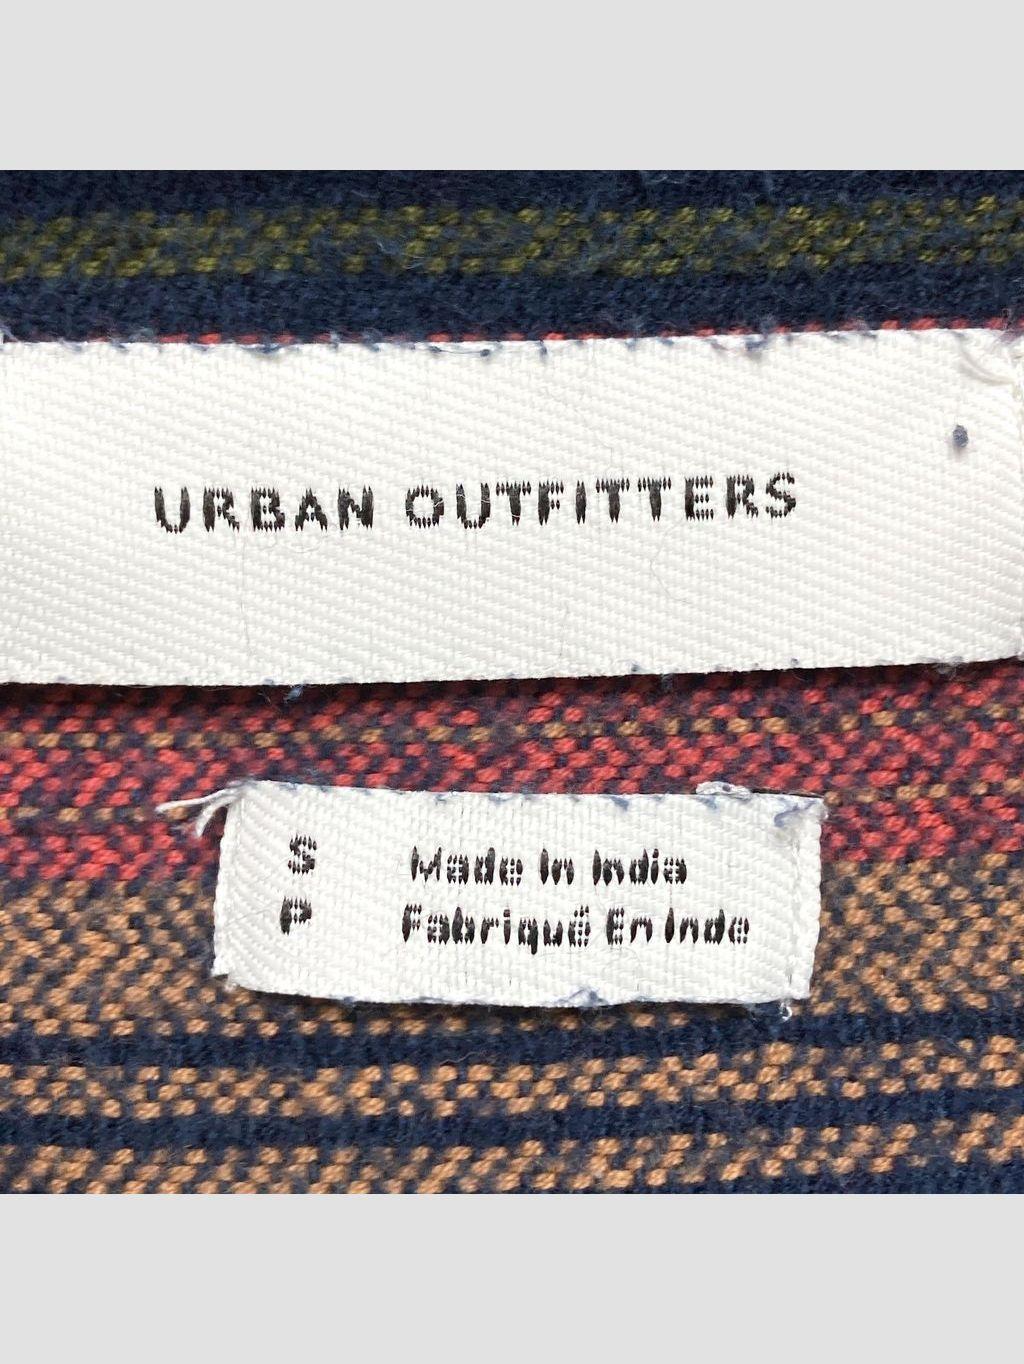 URBAN OUTFITTERS
S Made In India
P Fabriqué En Inde